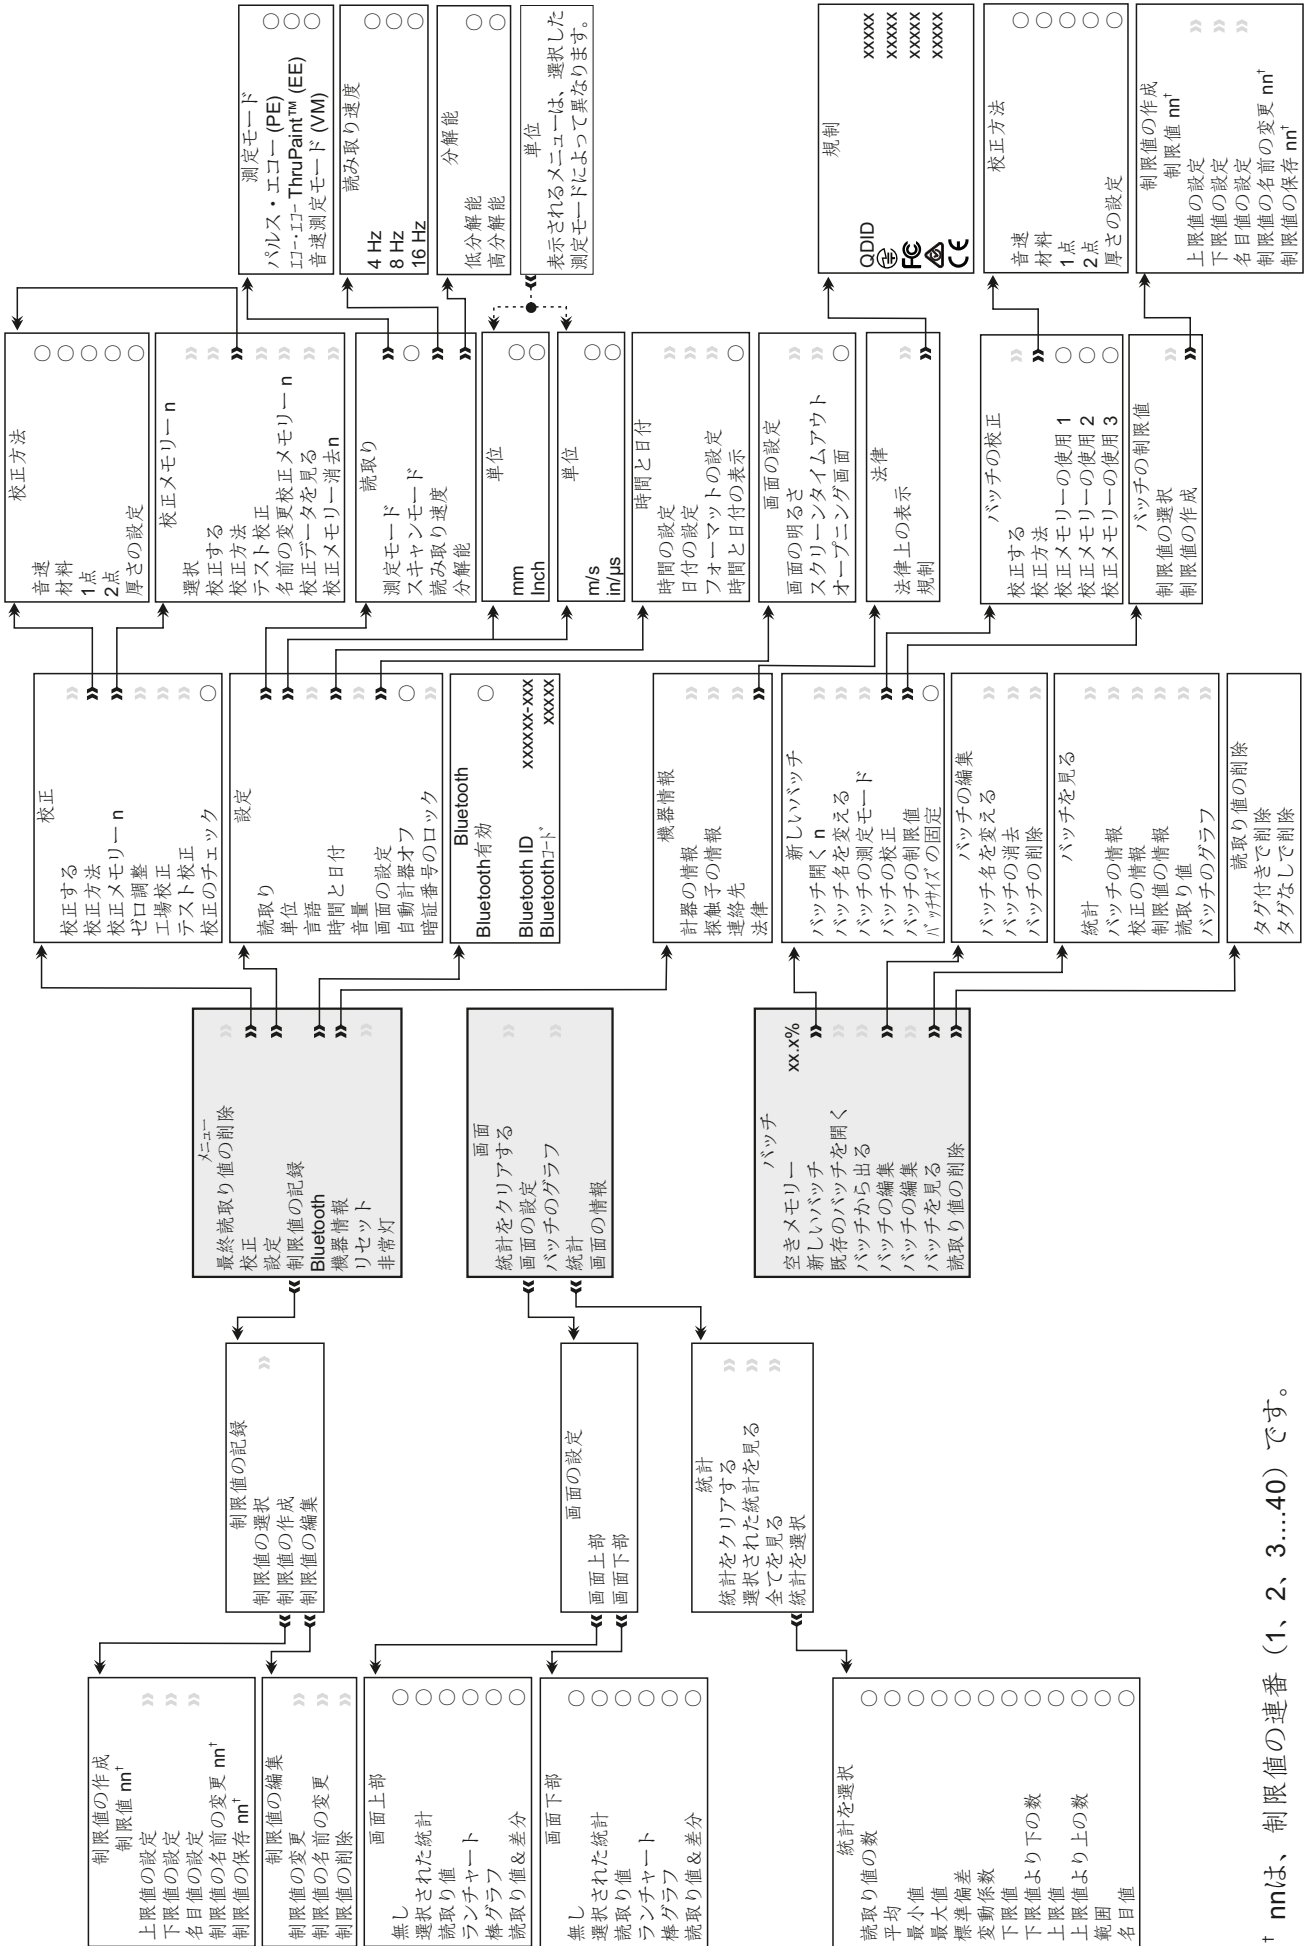 制限値の作成
制限値 nn†
上限値の設定
下限値の設定
名目値の設定
制限値の名前の変更 nn†
制限値の保存 nn†
制限値の編集
制限値の変更
制限値の名前の変更
制限値の削除
画面上部
無し
選択された統計
読取り値
ランチャート
棒グラフ
読取り値&差分
画面下部
無し
選択された統計
読取り値
ランチャート
棒グラフ
読取り値&差分
統計を選択
読取り値の数
平均
最小値
最大値
標準偏差
変動係数
下限値
下限値より下の数
上限値
上限値より上の数
範囲
名目値
制限値の記録
制限値の選択
制限値の作成
制限値の編集
画面の設定
画面上部
画面下部
統計
統計をクリアする
選択された統計を見る
全てを見る
統計を選択
メニュー
最終読取り値の削除
校正
設定
制限値の記録
Bluetooth
機器情報
リセット
非常灯
画面
統計をクリアする
画面の設定
バッチのグラフ
統計
画面の情報
バッチ
空きメモリー xx.x%
新しいバッチ
既存のバッチを開く
バッチから出る
バッチの編集
バッチの編集
バッチを見る
読取り値の削除
校正
校正する
校正方法
校正メモリー n
ゼロ調整
工場校正
テスト校正
校正のチェック
設定
読取り
単位
言語
時間と日付
音量
画面の設定
自動計器オフ
暗証番号のロック
Bluetooth
Bluetooth有効
Bluetooth ID xxxxxx-xxx
Bluetoothコード xxxxx
機器情報
計器の情報
探触子の情報
連絡先
法律
新しいバッチ
バッチ開く n
バッチ名を変える
バッチの測定モード
バッチの校正
バッチの制限値
バッチサイズの固定
バッチの編集
バッチ名を変える
バッチの消去
バッチの削除
バッチを見る
統計
バッチの情報
校正の情報
制限値の情報
読取り値
バッチのグラフ
読取り値の削除
タグ付きで削除
タグなしで削除
校正方法
音速
材料
1点
2点
厚さの設定
校正メモリー n
選択
校正する
校正方法
テスト校正
名前の変更校正メモリー n
校正データを見る
校正メモリー消去n
読取り
測定モード
スキャンモード
読み取り速度
分解能
単位
mm
Inch
単位
m/s
in/µs
時間と日付
時間の設定
日付の設定
フォーマットの設定
時間と日付の表示
画面の設定
画面の明るさ
スクリーンタイムアウト
オープニング画面
法律
法律上の表示
規制
バッチの校正
校正する
校正方法
校正メモリーの使用 1
校正メモリーの使用 2
校正メモリーの使用 3
バッチの制限値
制限値の選択
制限値の作成
測定モード
パルス・エコー (PE)
エコー・エコー ThruPaint™ (EE)
音速測定モード (VM)
読み取り速度
4 Hz
8 Hz
16 Hz
分解能
低分解能
高分解能
単位
表示されるメニューは、選択した
測定モードによって異なります。
規制
QDID xxxxx
xxxxx
FC xxxxx
xxxxx
CE
校正方法
音速
材料
1点
2点
厚さの設定
制限値の作成
制限値 nn†
上限値の設定
下限値の設定
名目値の設定
制限値の名前の変更 nn†
制限値の保存 nn†
† nnは、制限値の連番（1、2、3....40）です。